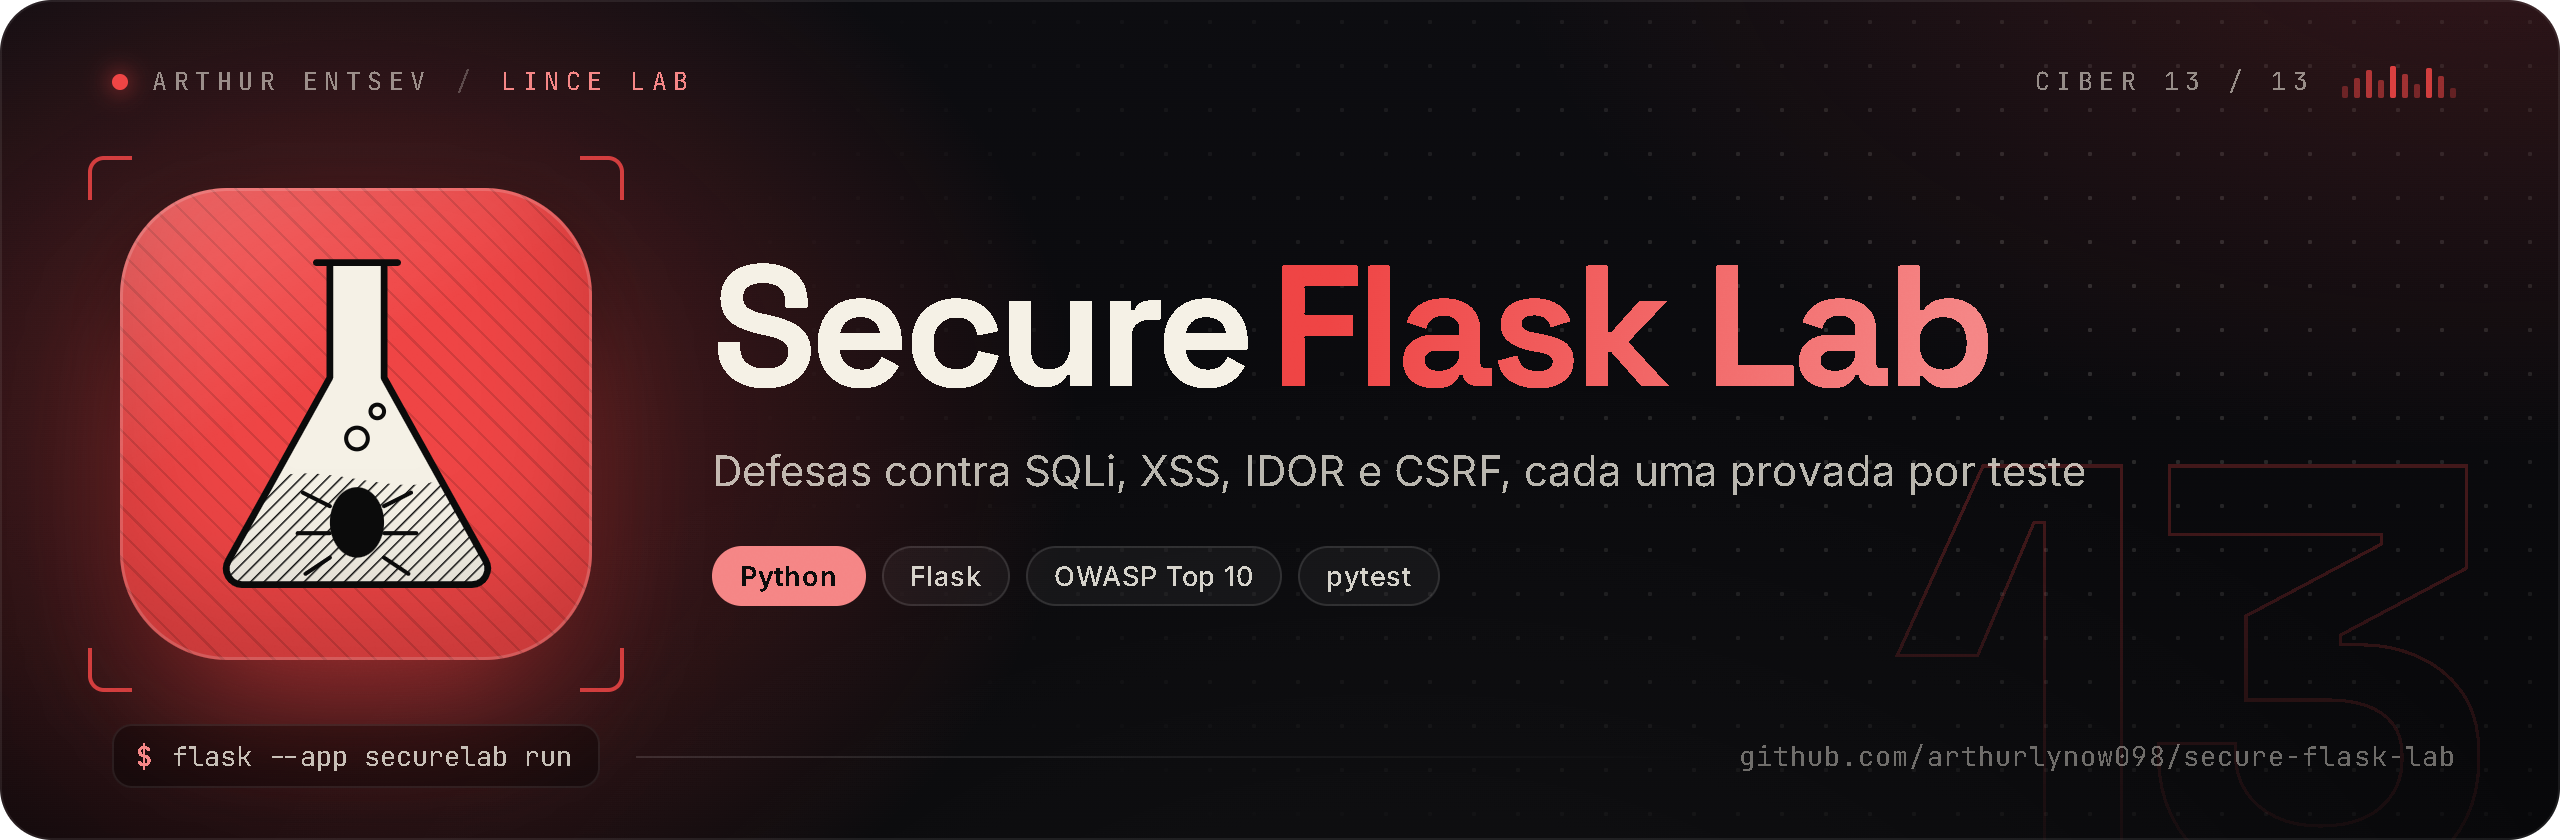 ARTHUR ENTSEV / LINCE LAB
CIBER 13 / 13
Secure Flask Lab
Defesas contra SQLi, XSS, IDOR e CSRF, cada uma provada por teste
Python
Flask
OWASP Top 10
pytest
13
$ flask --app securelab run
github.com/arthurlynow098/secure-flask-lab